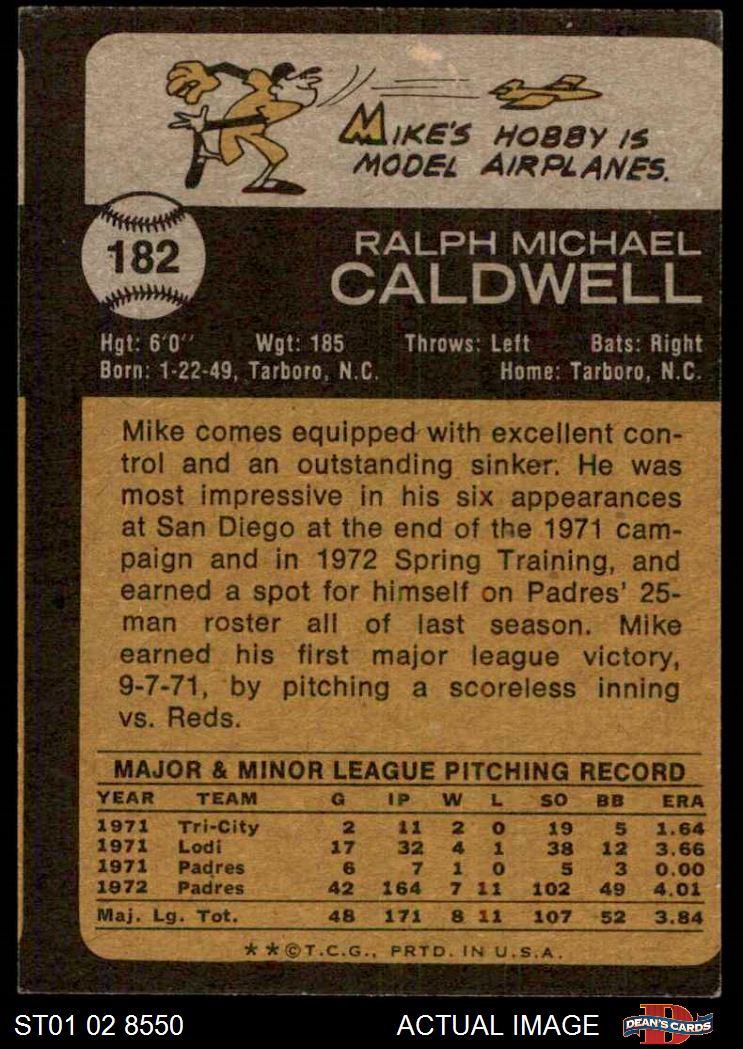 MIKE'S HOBBY IS
MODEL AIRPLANES.
182
RALPH MICHAEL
CALDWELL
Hgt: 6'0" Wgt: 185 Throws: Left Bats: Right
Born: 1-22-49, Tarboro, N.C. Home: Tarboro, N.C.
Mike comes equipped with excellent con-
trol and an outstanding sinker. He was
most impressive in his six appearances
at San Diego at the end of the 1971 cam-
paign and in 1972 Spring Training, and
earned a spot for himself on Padres' 25-
man roster all of last season. Mike
earned his first major league victory,
9-7-71, by pitching a scoreless inning
vs. Reds.
MAJOR & MINOR LEAGUE PITCHING RECORD
YEAR TEAM G IP W L SO BB ERA
1971 Tri-City 2 11 2 0 19 5 1.64
1971 Lodi 17 32 4 1 38 12 3.66
1971 Padres 6 7 1 0 5 3 0.00
1972 Padres 42 164 7 11 102 49 4.01
Maj. Lg. Tot. 48 171 8 11 107 52 3.84
**©T.C.G., PRTD. IN U.S.A.
ST01 02 8550 ACTUAL IMAGE DEAN'S CARDS